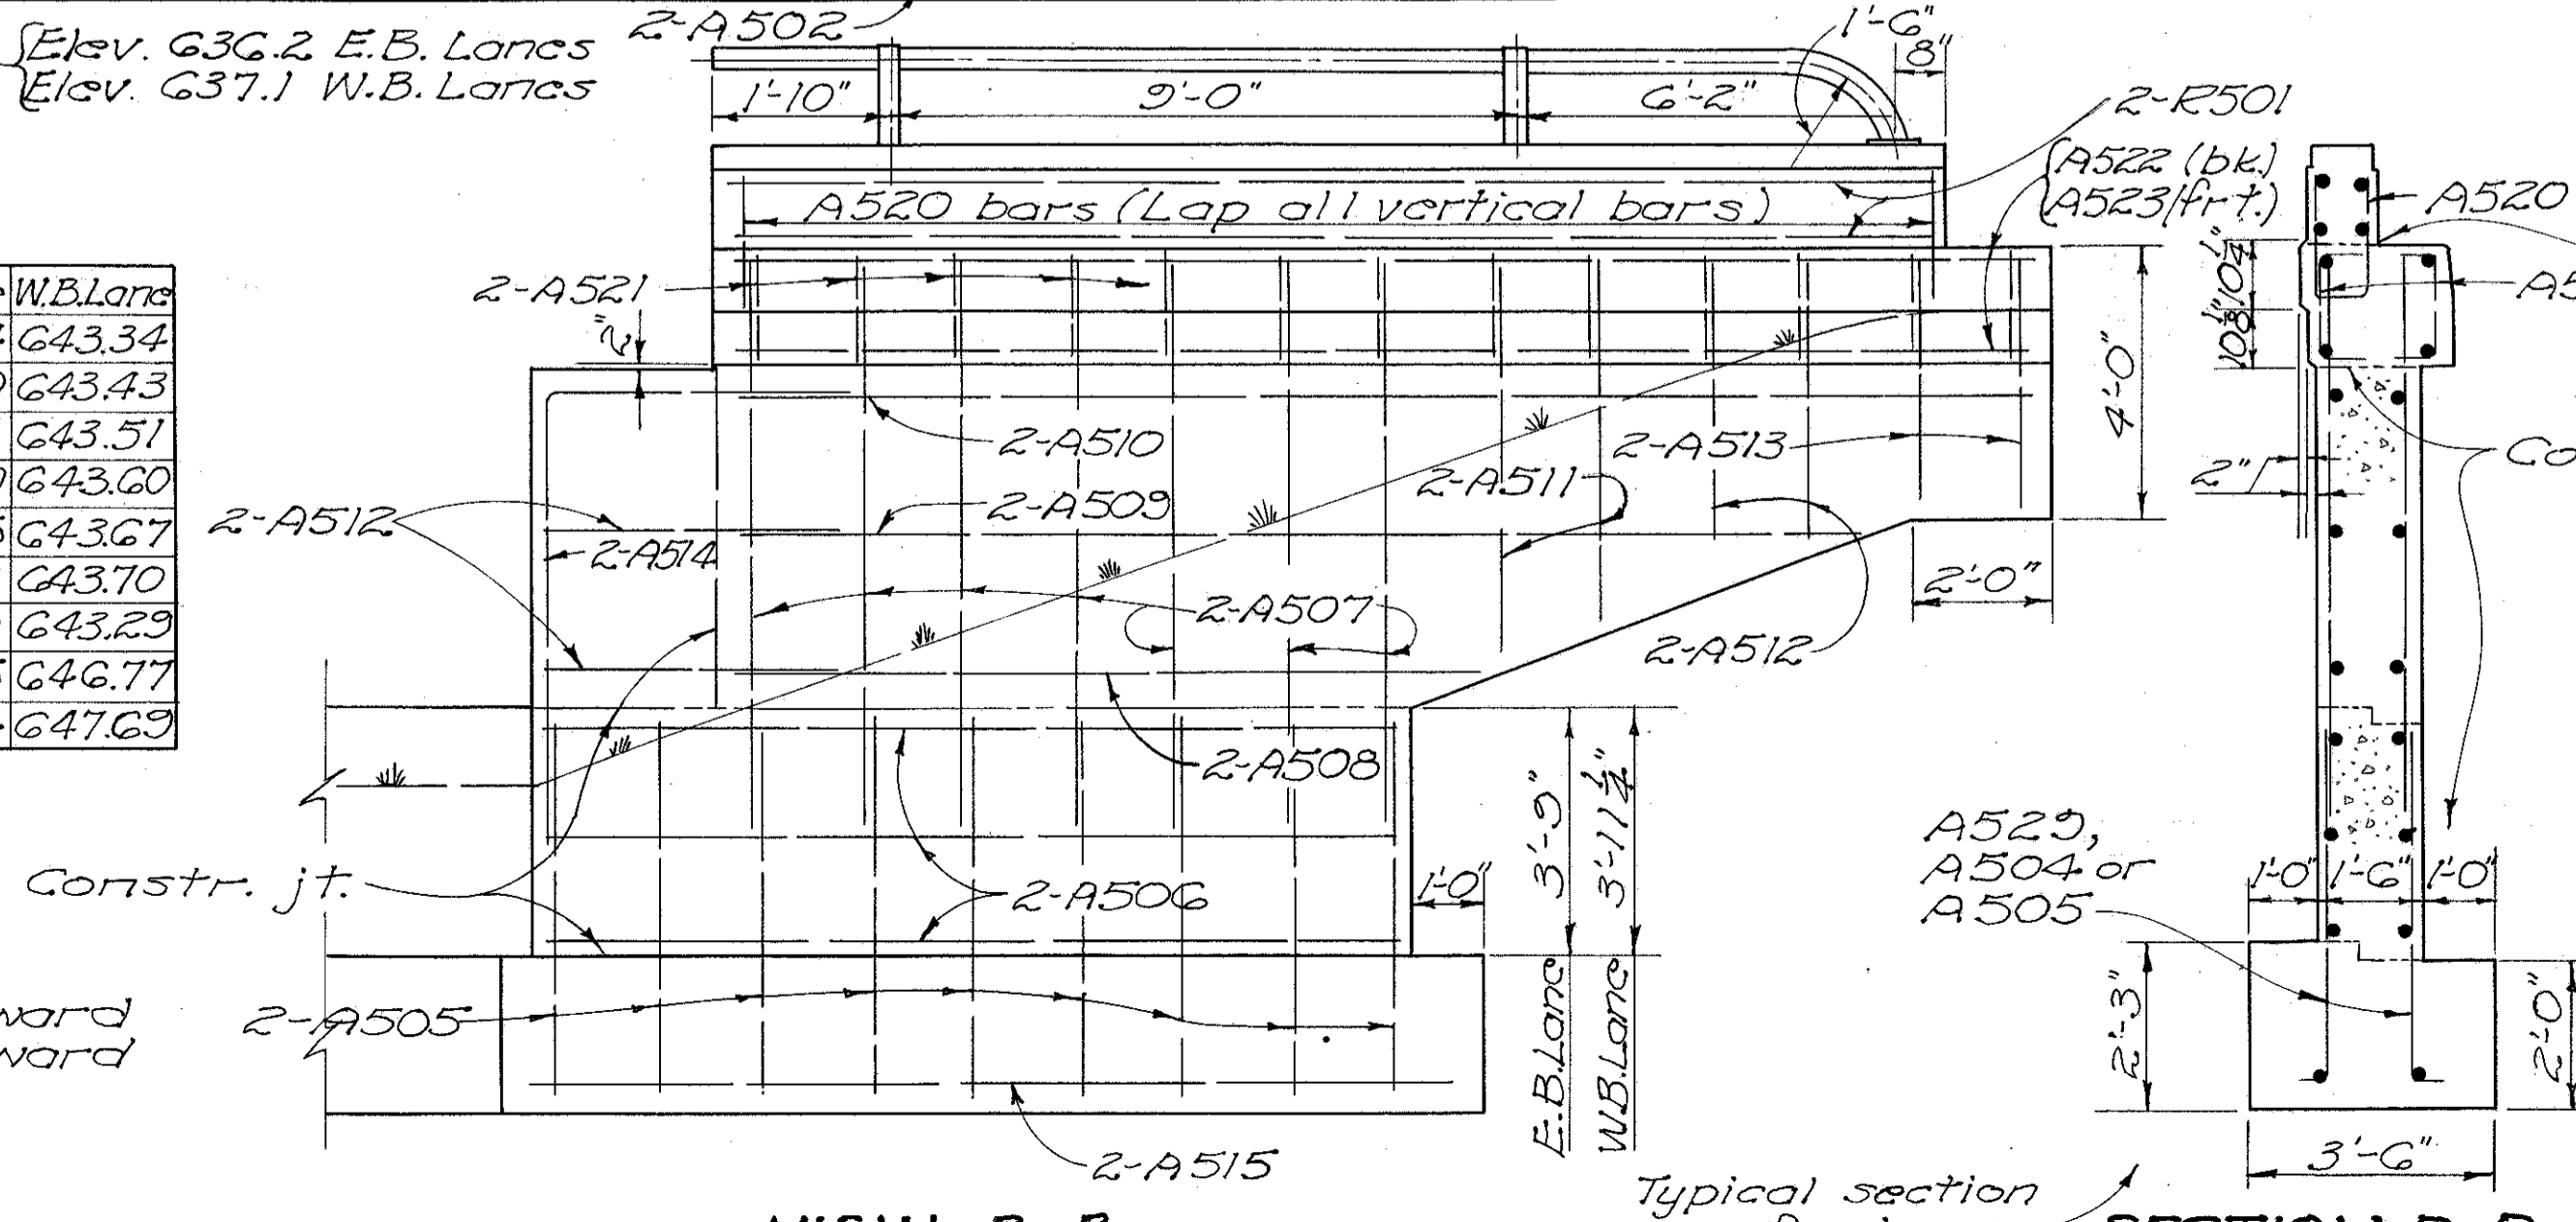 2-A502
Elev. 636.2 E.B. Lanes
Elev. 637.1 W.B. Lanes
1'-6"
8"
1'-10"
9'-0"
6'-2"
2-R501
A522 (bk.)
A523 (frt.)
A520 bars (Lap all vertical bars)
A520
W.B.Lane
643.34
643.43
643.51
643.60
643.67
643.70
643.29
646.77
647.69
2-A521
2"
10 1/4"
10 1/8"
4'-0"
2-A510
2-A513
2-A511
2-A509
2"
2-A512
2-A514
2'-0"
2-A507
2-A512
2-A508
3'-9"
3'-11 1/4"
A529,
A504 or
A505
1'-0"
1'-6"
1'-0"
Constr. jt.
2-A506
1'-0"
E.B.Lane
W.B.Lane
2'-3"
2'-0"
ward
ward
2-A505
2-A515
3'-6"
Typical section